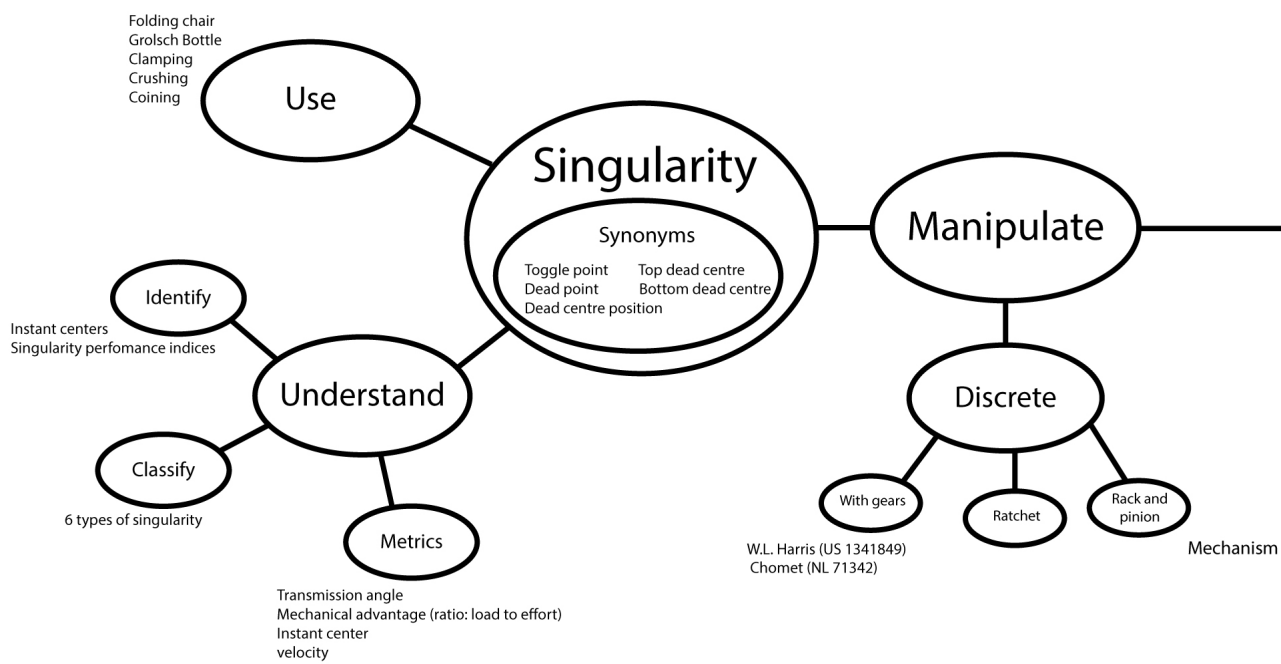 Folding chair
Grolsch Bottle
Clamping
Crushing
Coining
Use
Singularity
Synonyms
Toggle point
Top dead centre
Dead point
Bottom dead centre
Dead centre position
Manipulate
Identify
Instant centers
Singularity perfomance indices
Understand
Classify
6 types of singularity
Metrics
Transmission angle
Mechanical advantage (ratio: load to effort)
Instant center
velocity
Discrete
With gears
W.L. Harris (US 1341849)
Chomet (NL 71342)
Ratchet
Rack and
pinion
Mechanism